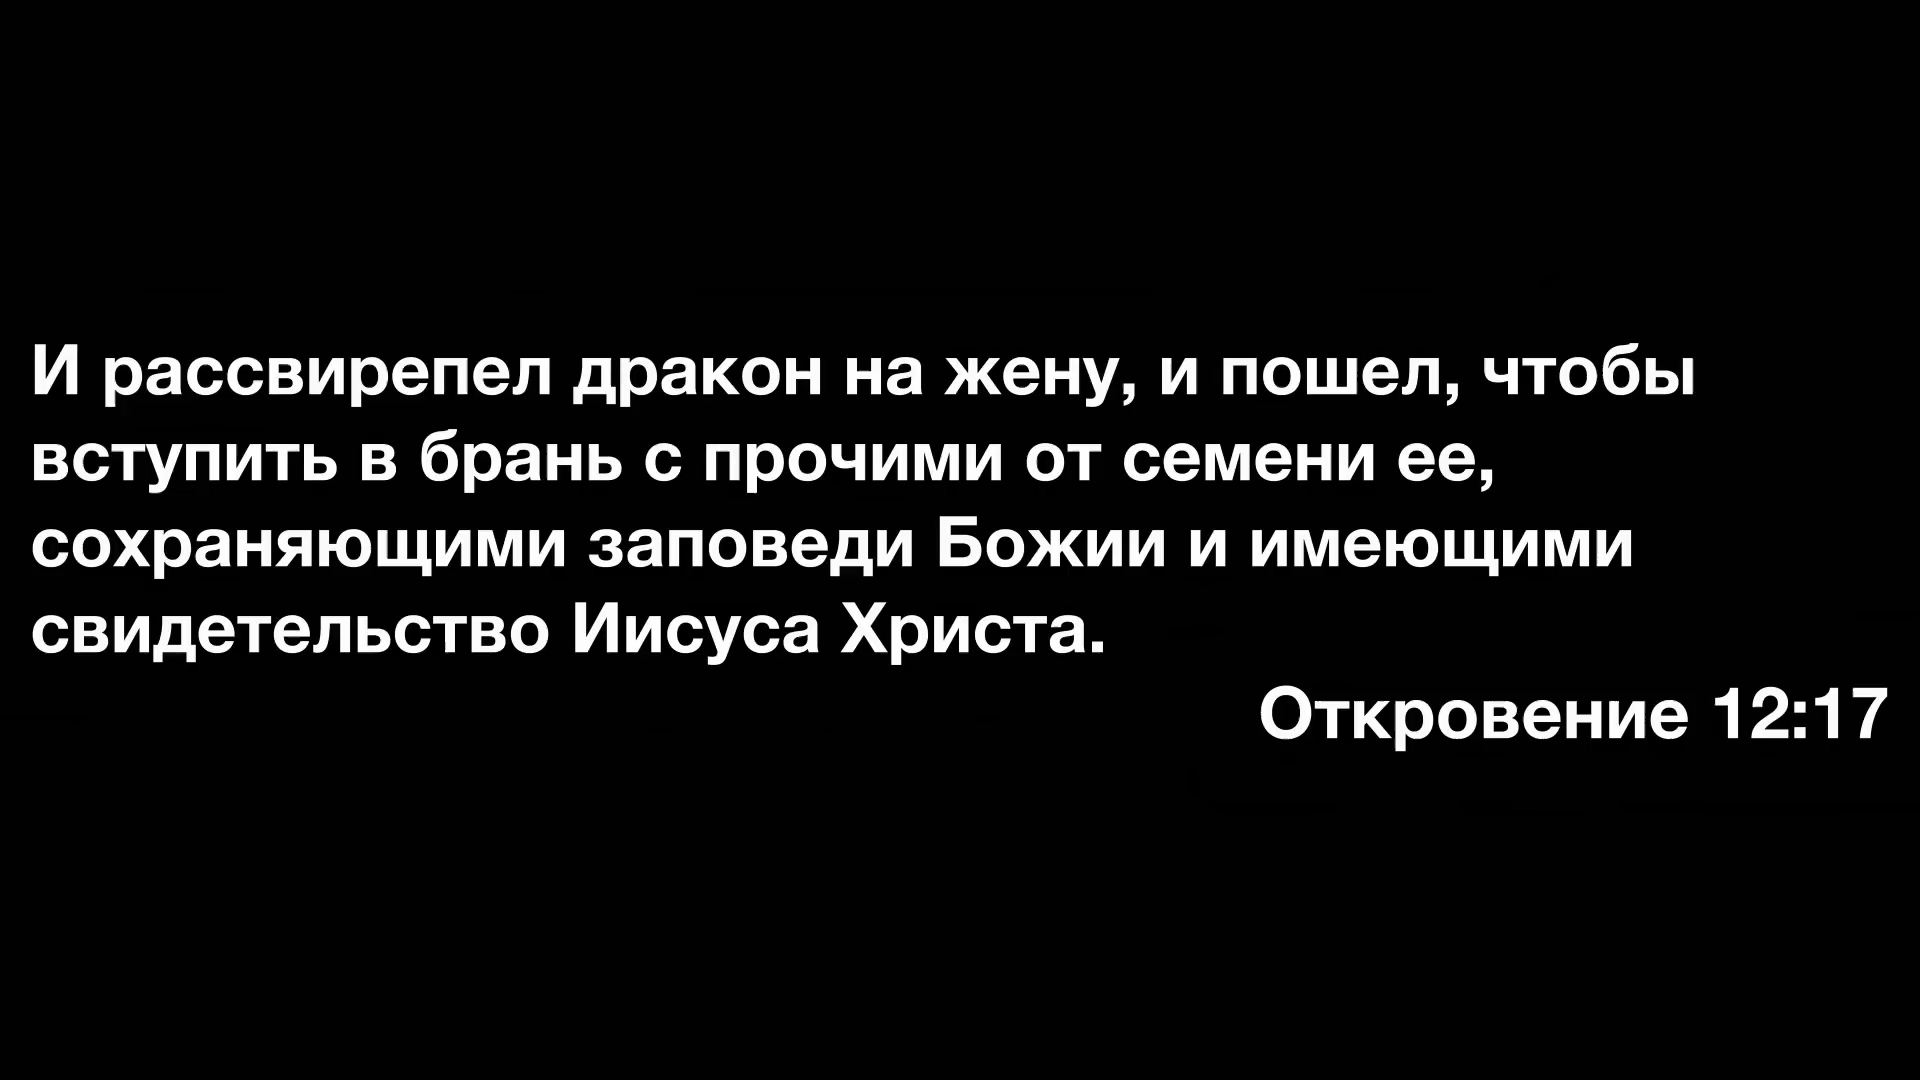 И рассвирепел дракон на жену, и пошел, чтобы
вступить в брань с прочими от семени ее,
сохраняющими заповеди Божии и имеющими
свидетельство Иисуса Христа.
Откровение 12:17